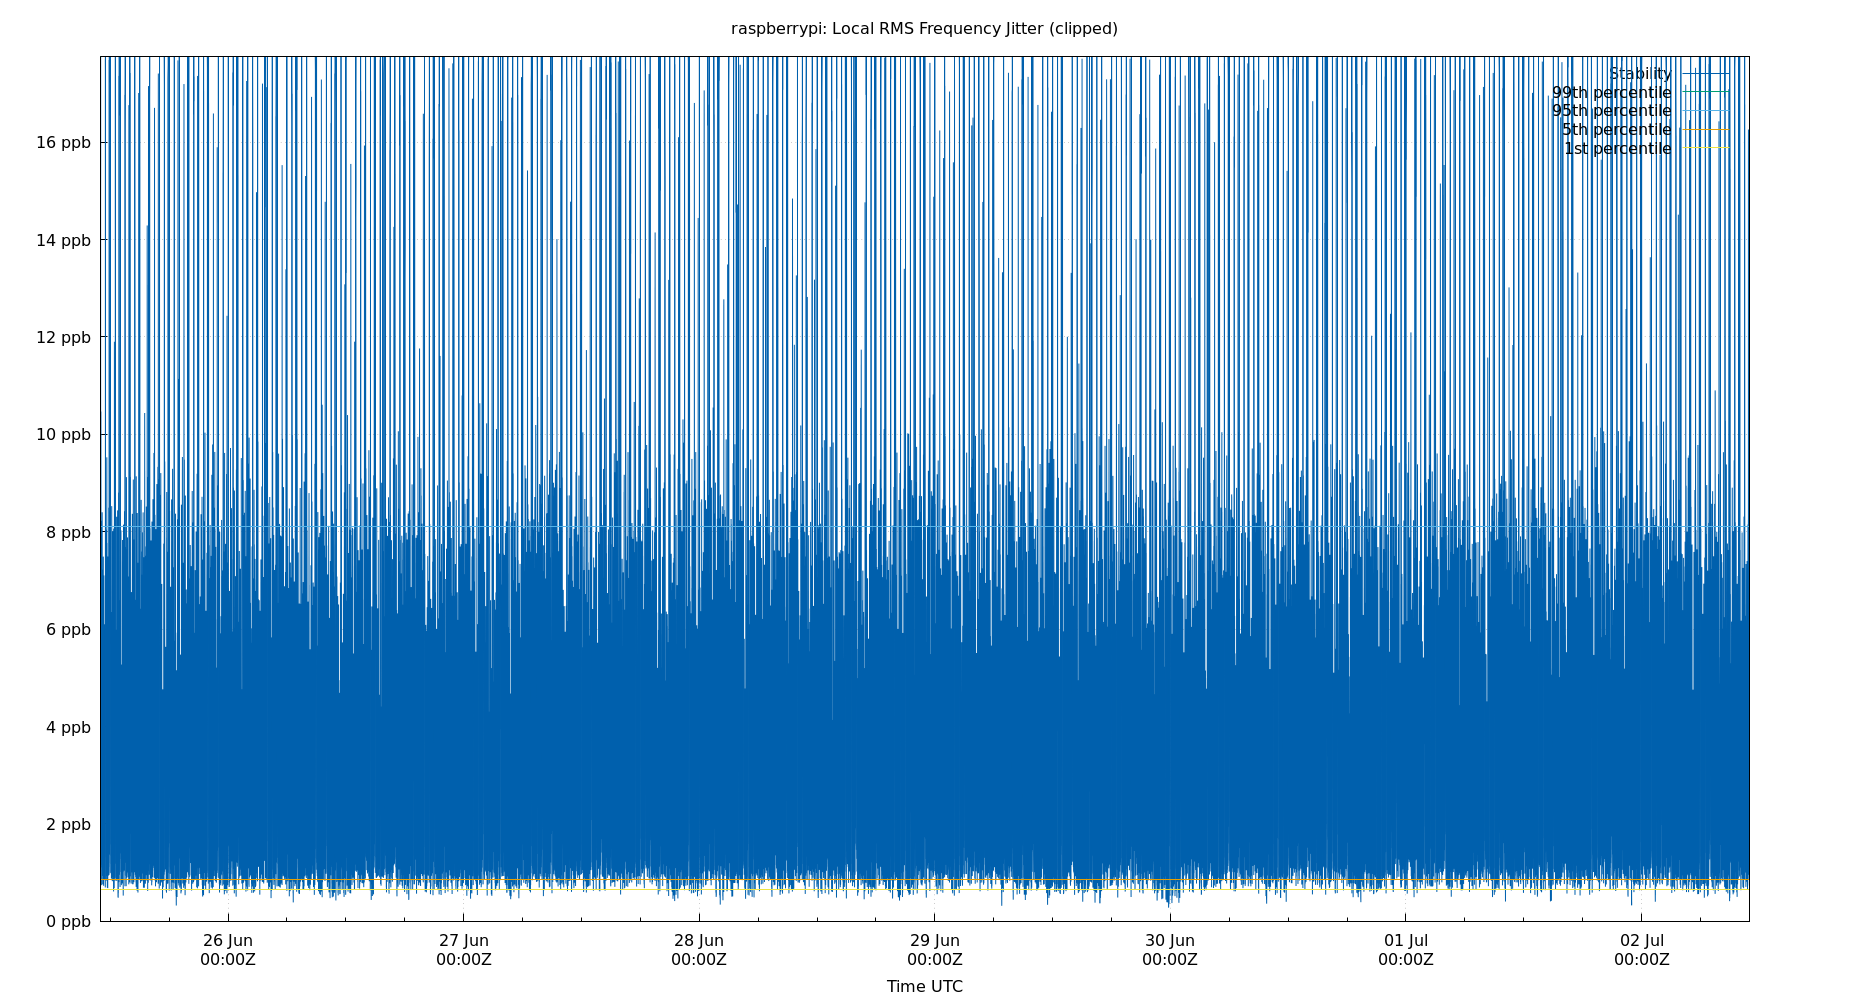 raspberrypi: Local RMS Frequency Jitter (clipped)
Stability
99th percentile
95th percentile
5th percentile
1st percentile
16 ppb
14 ppb
12 ppb
10 ppb
8 ppb
6 ppb
4 ppb
2 ppb
0 ppb
26 Jun 27 Jun 28 Jun 29 Jun 30 Jun 01 Jul 02 Jul
00:00Z 00:00Z 00:00Z 00:00Z 00:00Z 00:00Z 00:00Z
Time UTC